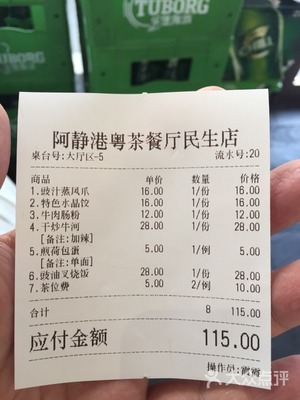 TUBORG
阿静港粤茶餐厅民生店
桌台号:大厅区-5 流水号:20
商品 单价 数量 价格
1.豉汁蒸凤爪 16.00 1/份 16.00
2.特色水晶饺 16.00 1/份 16.00
3.牛肉肠粉 12.00 1/份 12.00
4.干炒牛河 28.00 1/份 28.00
[备注:加辣]
5.煎荷包蛋 5.00 1/例 5.00
[备注:单面]
6.豉油叉烧饭 28.00 1/份 28.00
7.茶位费 5.00 2/例 10.00
合计 8 115.00
应付金额 115.00
操作员:
大众点评